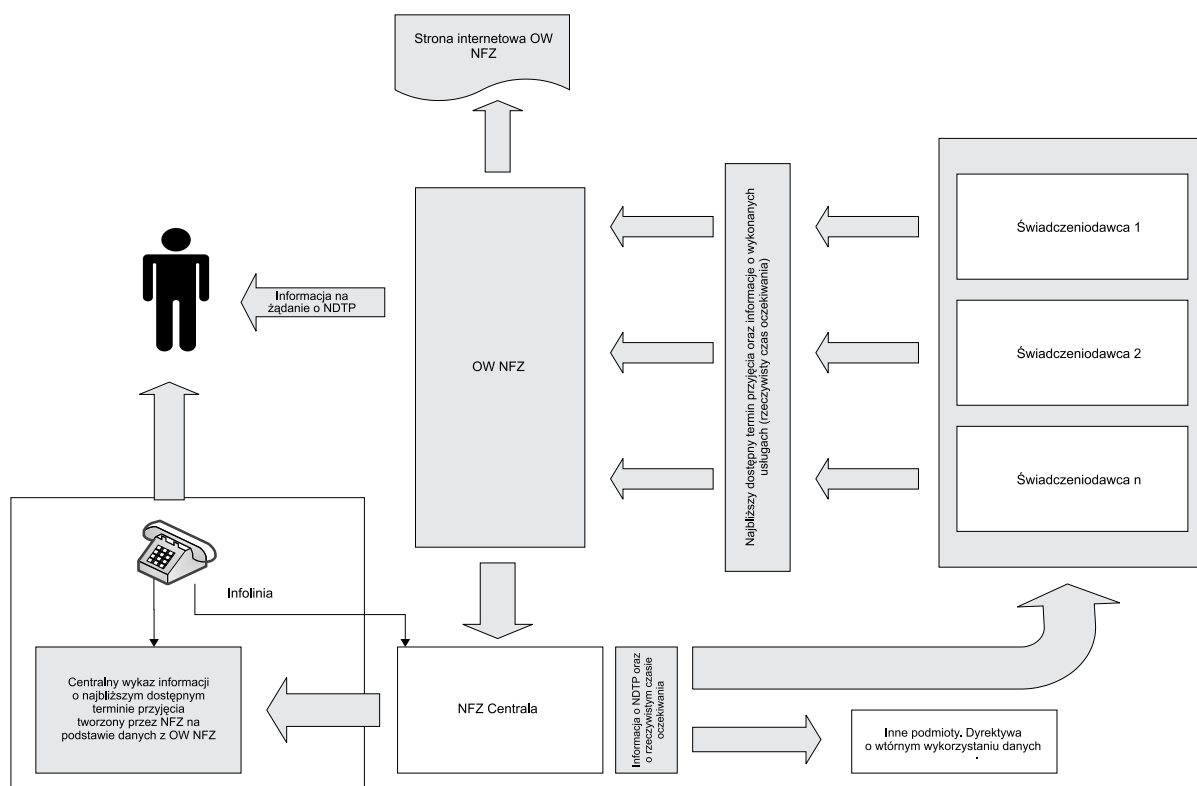 Strona internetowa OW
NFZ
Informacja na
żądanie o NDTP
OW NFZ
Najbliższy dostępny termin przyjęcia oraz informacje o wykonanych
usługach (rzeczywisty czas oczekiwania)
Świadczeniodawca 1
Świadczeniodawca 2
Świadczeniodawca n
Infolinia
Centralny wykaz informacji
o najbliższym dostępnym
terminie przyjęcia
tworzony przez NFZ na
podstawie danych z OW NFZ
NFZ Centrala
Informacja o NDTP oraz
o rzeczywistym czasie
oczekiwania
Inne podmioty. Dyrektywa
o wtórnym wykorzystaniu danych
.